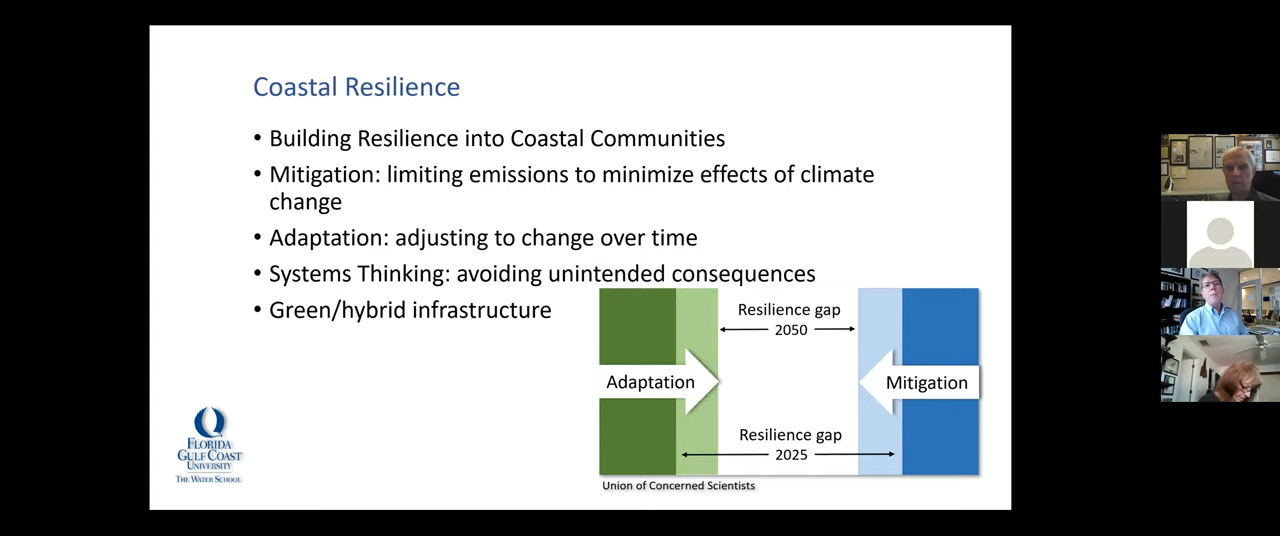 Coastal Resilience
• Building Resilience into Coastal Communities
• Mitigation: limiting emissions to minimize effects of climate
change
• Adaptation: adjusting to change over time
• Systems Thinking: avoiding unintended consequences
• Green/hybrid infrastructure
Resilience gap
2050
Adaptation
Mitigation
Resilience gap
2025
Union of Concerned Scientists
FLORIDA
GULF COAST
UNIVERSITY
THE WATER SCHOOL